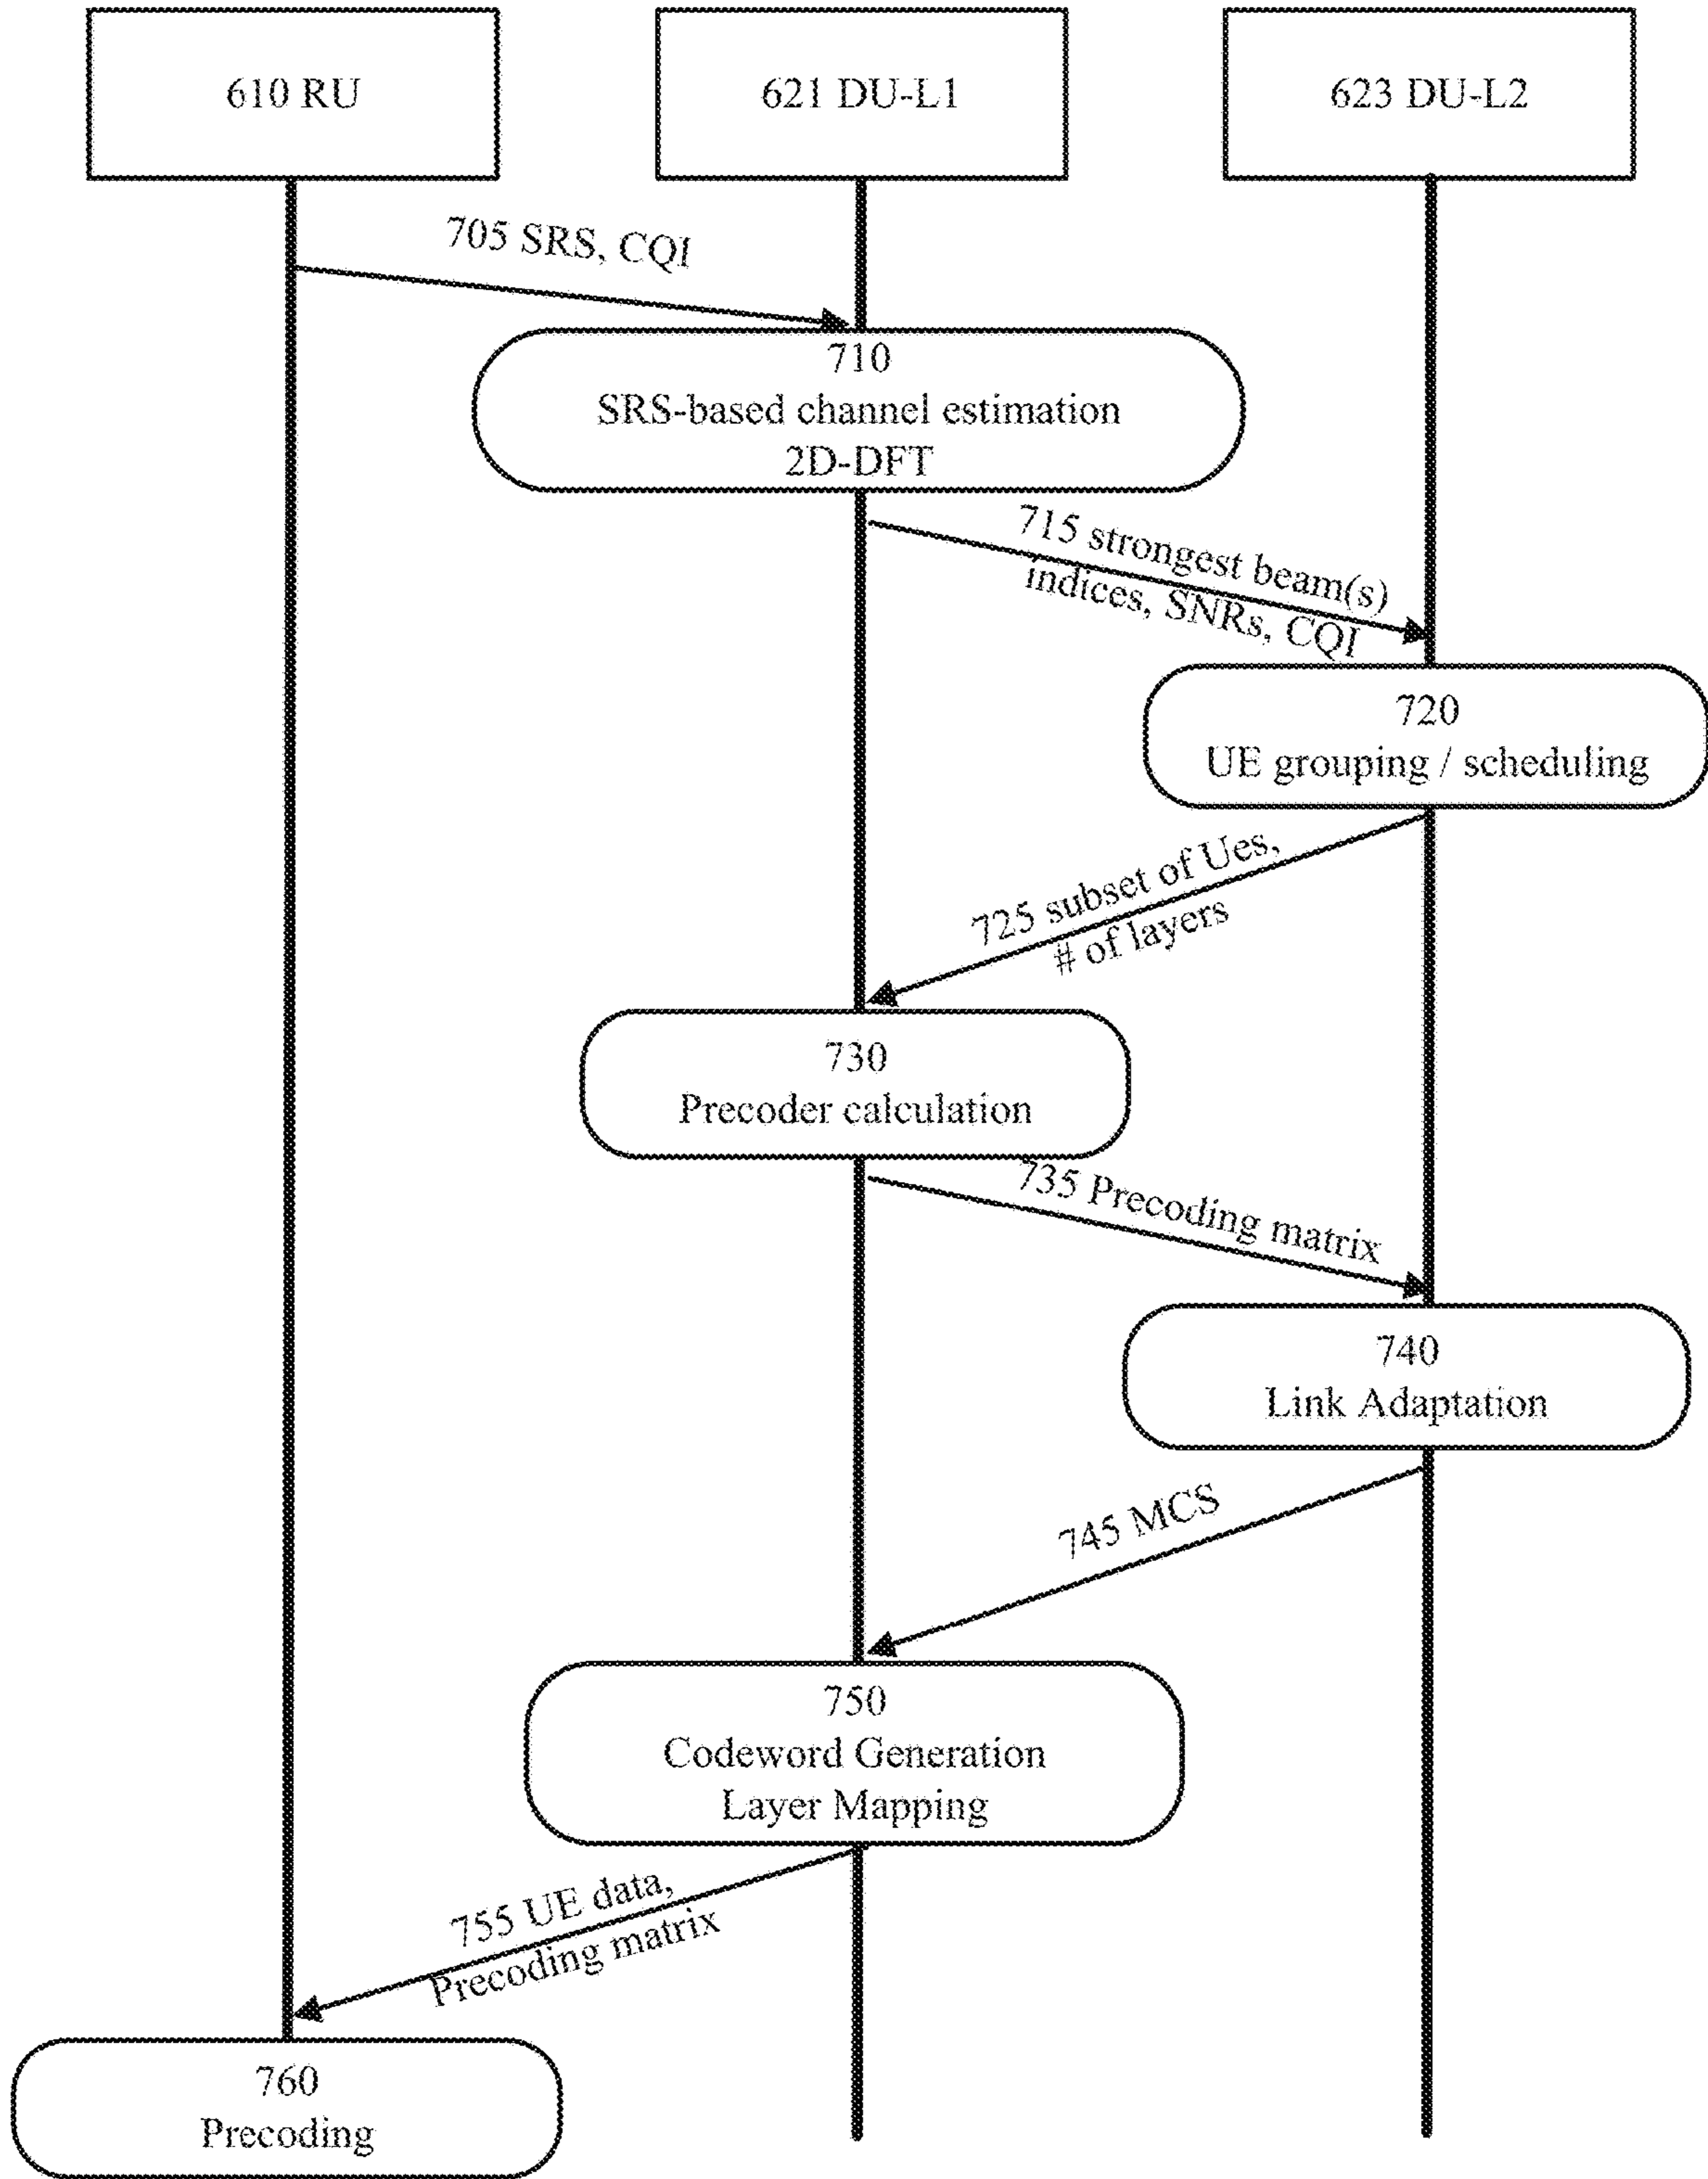 610 RU
621 DU-L1
623 DU-L2
705 SRS, CQI
710
SRS-based channel estimation
2D-DFT
715 strongest beam(s)
indices, SNRs, CQI
720
UE grouping / scheduling
725 subset of Ues,
# of layers
730
Precoder calculation
735 Precoding matrix
740
Link Adaptation
745 MCS
750
Codeword Generation
Layer Mapping
755 UE data,
Precoding matrix
760
Precoding